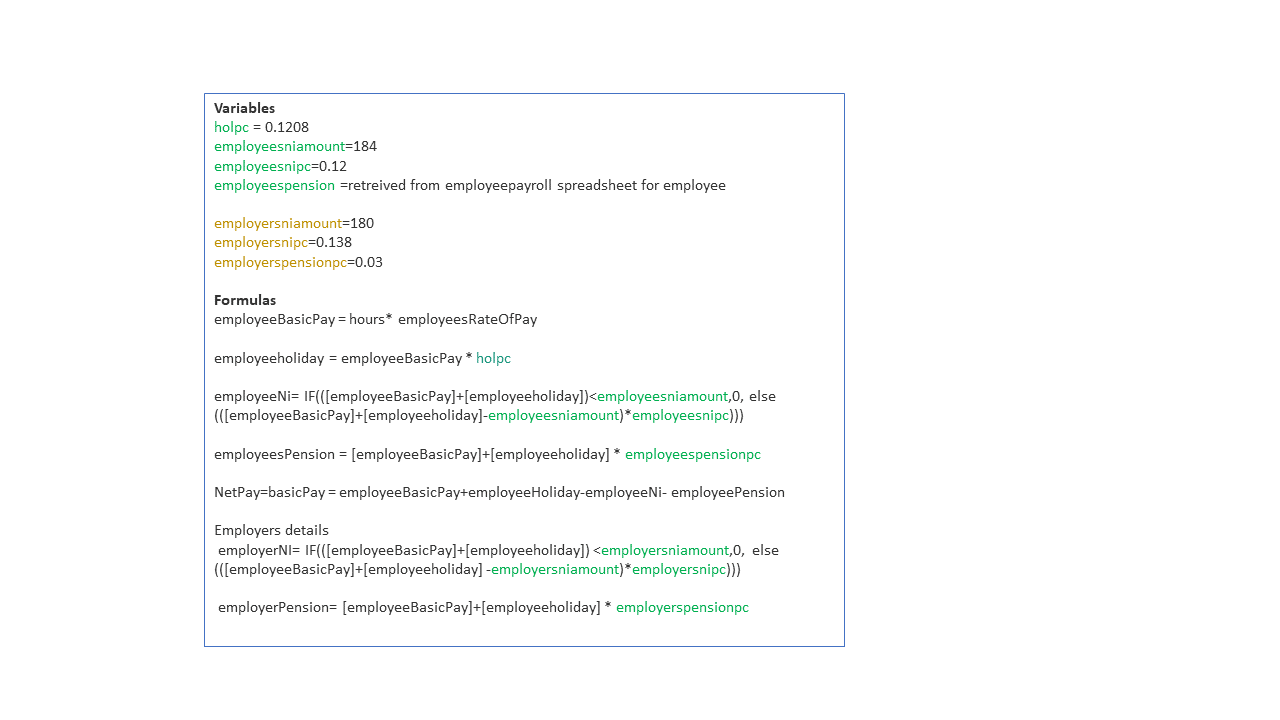 Variables
holpc = 0.1208
employeesniamount=184
employeesnipc=0.12
employeespension =retreived from employeepayroll spreadsheet for employee
employersniamount=180
employersnipc=0.138
employerspensionpc=0.03
Formulas
employeeBasicPay = hours* employeesRateOfPay
employeeholiday = employeeBasicPay * holpc
employeeNi= IF(([employeeBasicPay]+[employeeholiday])<employeesniamount,0, else
(([employeeBasicPay]+[employeeholiday]-employeesniamount)*employeesnipc)))
employeesPension = [employeeBasicPay]+[employeeholiday] * employeespensionpc
NetPay=basicPay = employeeBasicPay+employeeHoliday-employeeNi- employeePension
Employers details
employerNI= IF(([employeeBasicPay]+[employeeholiday]) <employersniamount,0, else
(([employeeBasicPay]+[employeeholiday] -employersniamount)*employersnipc)))
employerPension= [employeeBasicPay]+[employeeholiday] * employerspensionpc